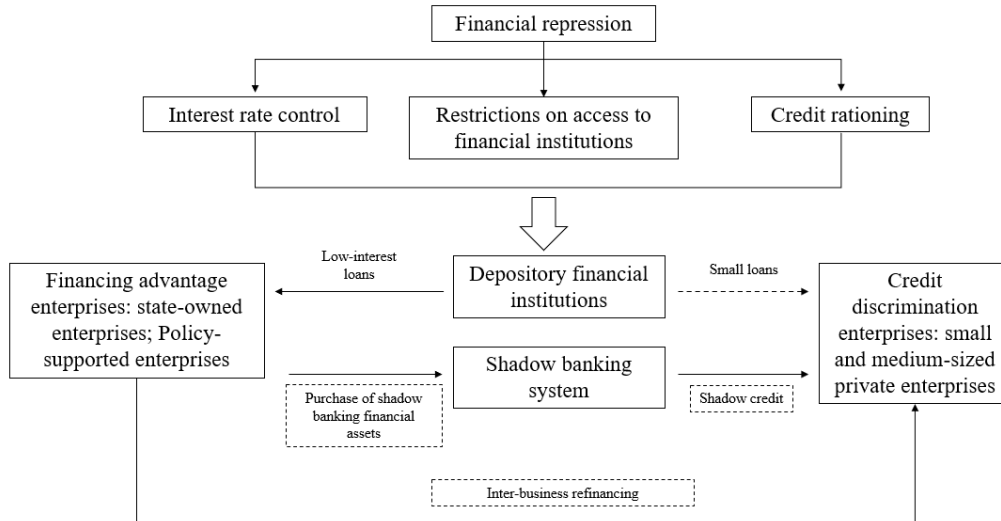 Financial repression
Interest rate control
Restrictions on access to
financial institutions
Credit rationing
Low-interest
loans
Small loans
Financing advantage
enterprises: state-owned
enterprises; Policy-
supported enterprises
Depository financial
institutions
Credit
discrimination
enterprises: small
and medium-sized
private enterprises
Shadow banking
system
Purchase of shadow
banking financial
assets
Shadow credit
Inter-business refinancing